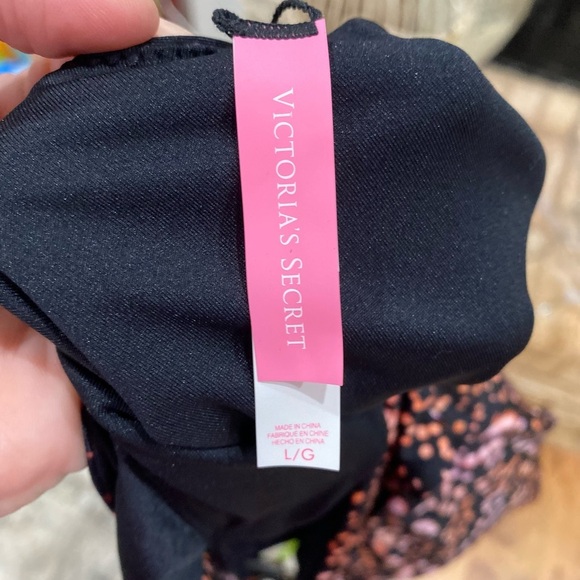 VICTORIA'S SECRET
MADE IN CHINA
FABRIQUÉ EN CHINE
HECHO EN CHINA
L/G